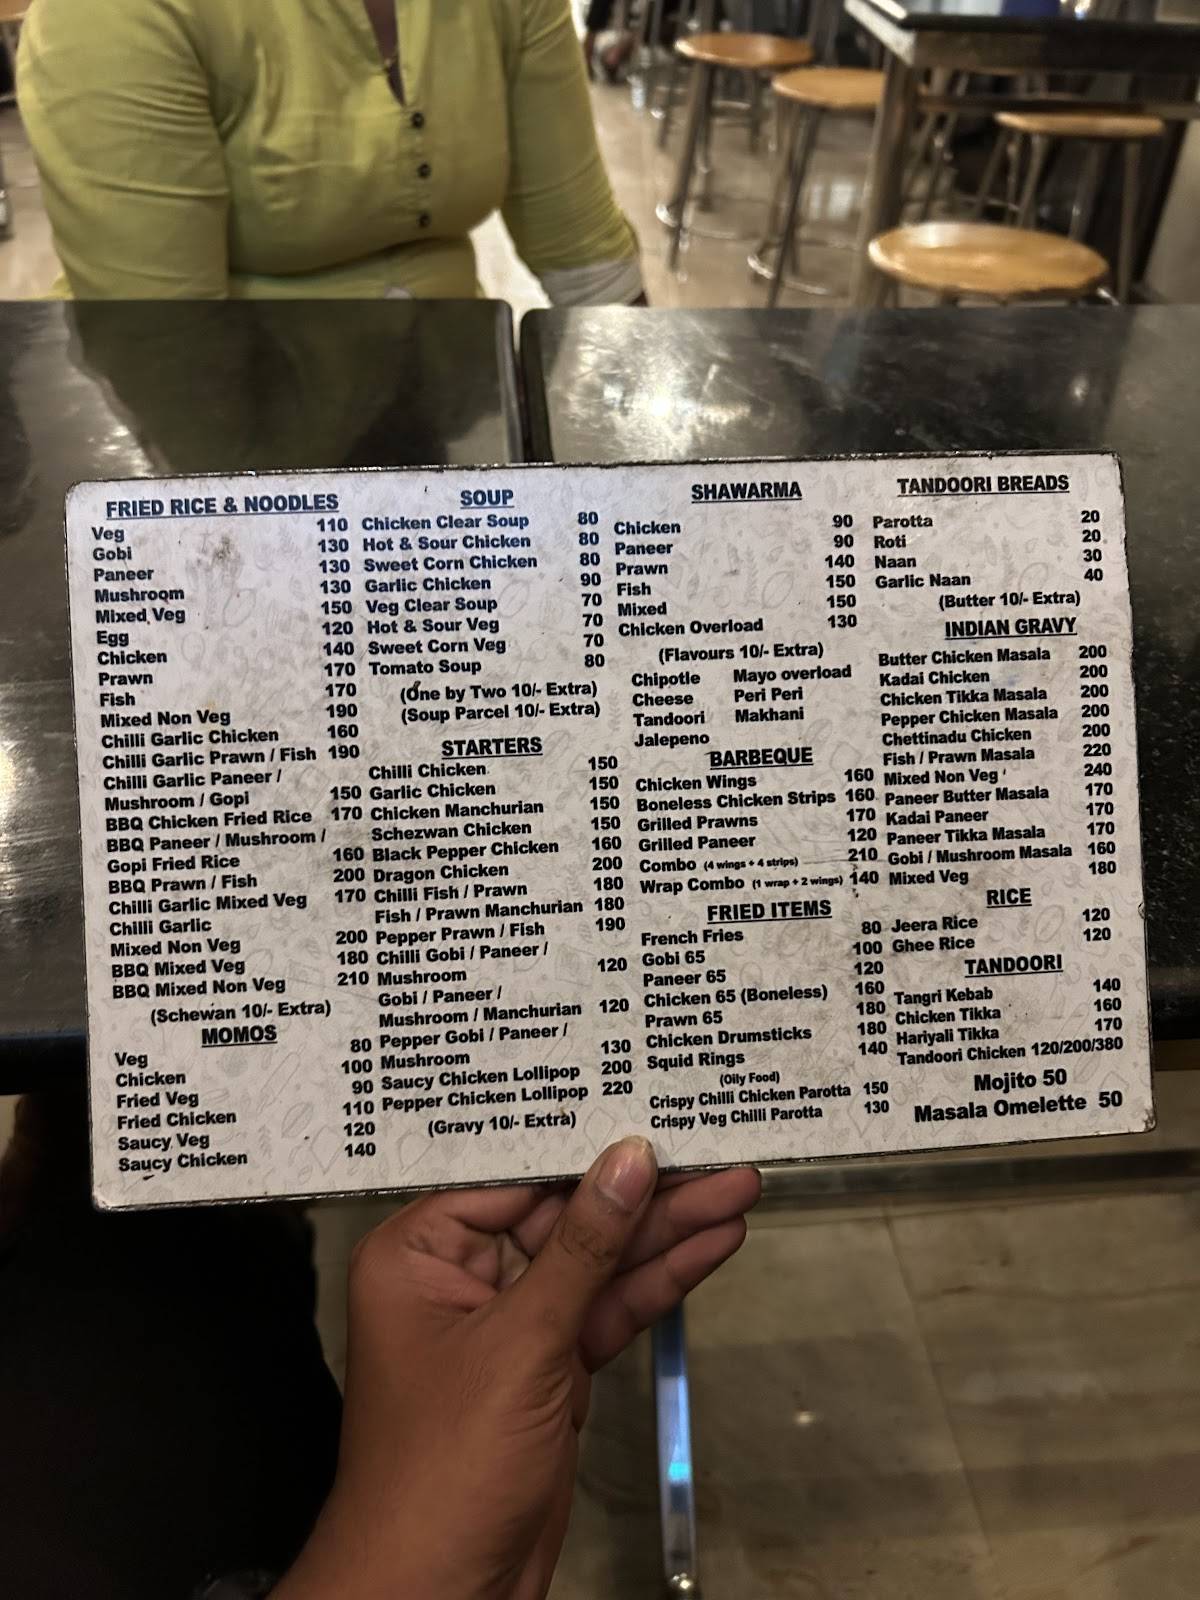 FRIED RICE & NOODLES
Veg 110
Gobi 130
Paneer 130
Mushroom 130
Mixed Veg 150
Egg 120
Chicken 140
Prawn 170
Fish 170
Mixed Non Veg 190
Chilli Garlic Chicken 160
Chilli Garlic Prawn / Fish 190
Chilli Garlic Paneer /
Mushroom / Gopi 150
BBQ Chicken Fried Rice 170
BBQ Paneer / Mushroom /
Gopi Fried Rice 160
BBQ Prawn / Fish 200
Chilli Garlic Mixed Veg 170
Chilli Garlic
Mixed Non Veg 200
BBQ Mixed Veg 180
BBQ Mixed Non Veg 210
(Schewan 10/- Extra)
MOMOS
Veg 80
Chicken 100
Fried Veg 90
Fried Chicken 110
Saucy Veg 120
Saucy Chicken 140
SOUP
Chicken Clear Soup 80
Hot & Sour Chicken 80
Sweet Corn Chicken 80
Garlic Chicken 90
Veg Clear Soup 70
Hot & Sour Veg 70
Sweet Corn Veg 70
Tomato Soup 80
(One by Two 10/- Extra)
(Soup Parcel 10/- Extra)
STARTERS
Chilli Chicken 150
Garlic Chicken 150
Chicken Manchurian 150
Schezwan Chicken 150
Black Pepper Chicken 160
Dragon Chicken 200
Chilli Fish / Prawn 180
Fish / Prawn Manchurian 180
Pepper Prawn / Fish 190
Chilli Gobi / Paneer /
Mushroom 120
Gobi / Paneer /
Mushroom / Manchurian 120
Pepper Gobi / Paneer /
Mushroom 130
Saucy Chicken Lollipop 200
Pepper Chicken Lollipop 220
(Gravy 10/- Extra)
SHAWARMA
Chicken 90
Paneer 90
Prawn 140
Fish 150
Mixed 150
Chicken Overload 130
(Flavours 10/- Extra)
Chipotle Mayo overload
Cheese Peri Peri
Tandoori Makhani
Jalepeno
BARBEQUE
Chicken Wings 160
Boneless Chicken Strips 160
Grilled Prawns 170
Grilled Paneer 120
Combo (4 wings + 4 strips) 210
Wrap Combo (1 wrap + 2 wings) 140
FRIED ITEMS
French Fries 80
Gobi 65 100
Paneer 65 120
Chicken 65 (Boneless) 160
Prawn 65 180
Chicken Drumsticks 180
Squid Rings 140
(Oily Food)
Crispy Chilli Chicken Parotta 150
Crispy Veg Chilli Parotta 130
TANDOORI BREADS
Parotta 20
Roti 20
Naan 30
Garlic Naan 40
(Butter 10/- Extra)
INDIAN GRAVY
Butter Chicken Masala 200
Kadai Chicken 200
Chicken Tikka Masala 200
Pepper Chicken Masala 200
Chettinadu Chicken 200
Fish / Prawn Masala 220
Mixed Non Veg 240
Paneer Butter Masala 170
Kadai Paneer 170
Paneer Tikka Masala 170
Gobi / Mushroom Masala 160
Mixed Veg 180
RICE
Jeera Rice 120
Ghee Rice 120
TANDOORI
Tangri Kebab 140
Chicken Tikka 160
Hariyali Tikka 170
Tandoori Chicken 120/200/380
Mojito 50
Masala Omelette 50